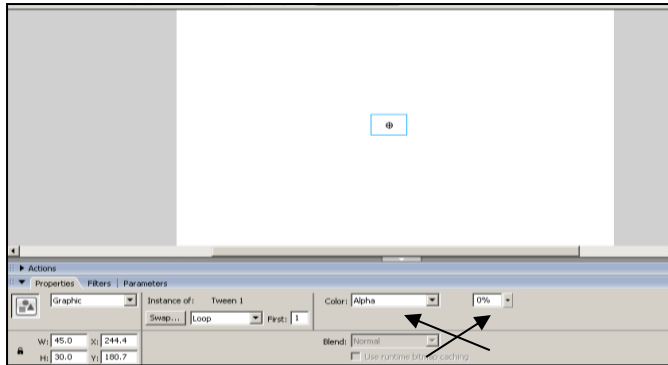 Actions
Properties Filters Parameters
Graphic Instance of: Tween 1 Color: Alpha 0%
Swap... Loop First: 1
W: 45.0 X: 244.4 Blend: Normal
H: 30.0 Y: 180.7 Use runtime bitmap caching